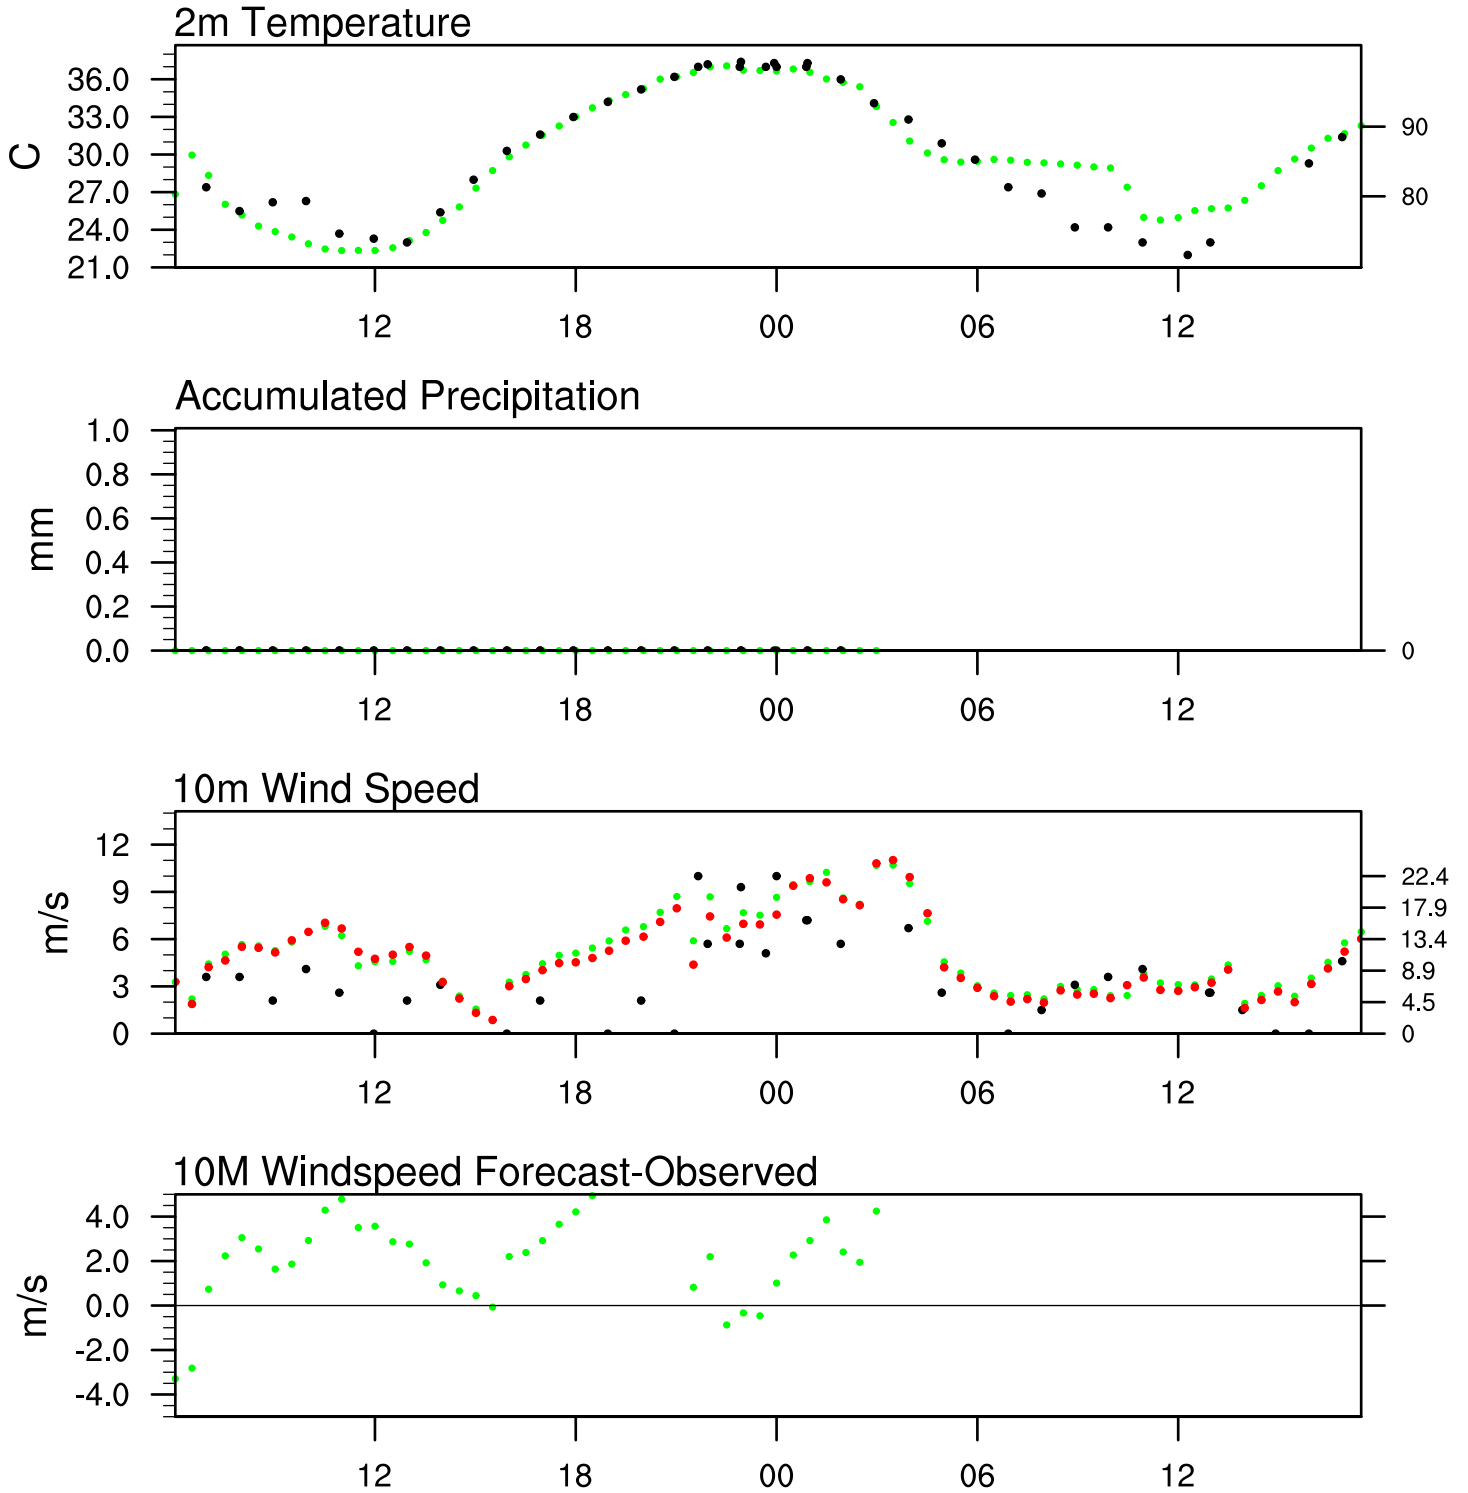 2m Temperature
36.0
33.0
30.0
27.0
24.0
21.0
C
90
80
12 18 00 06 12
Accumulated Precipitation
1.0
0.8
0.6
0.4
0.2
0.0
mm
0
12 18 00 06 12
10m Wind Speed
12
9
6
3
0
m/s
22.4
17.9
13.4
8.9
4.5
0
12 18 00 06 12
10M Windspeed Forecast-Observed
4.0
2.0
0.0
-2.0
-4.0
m/s
12 18 00 06 12